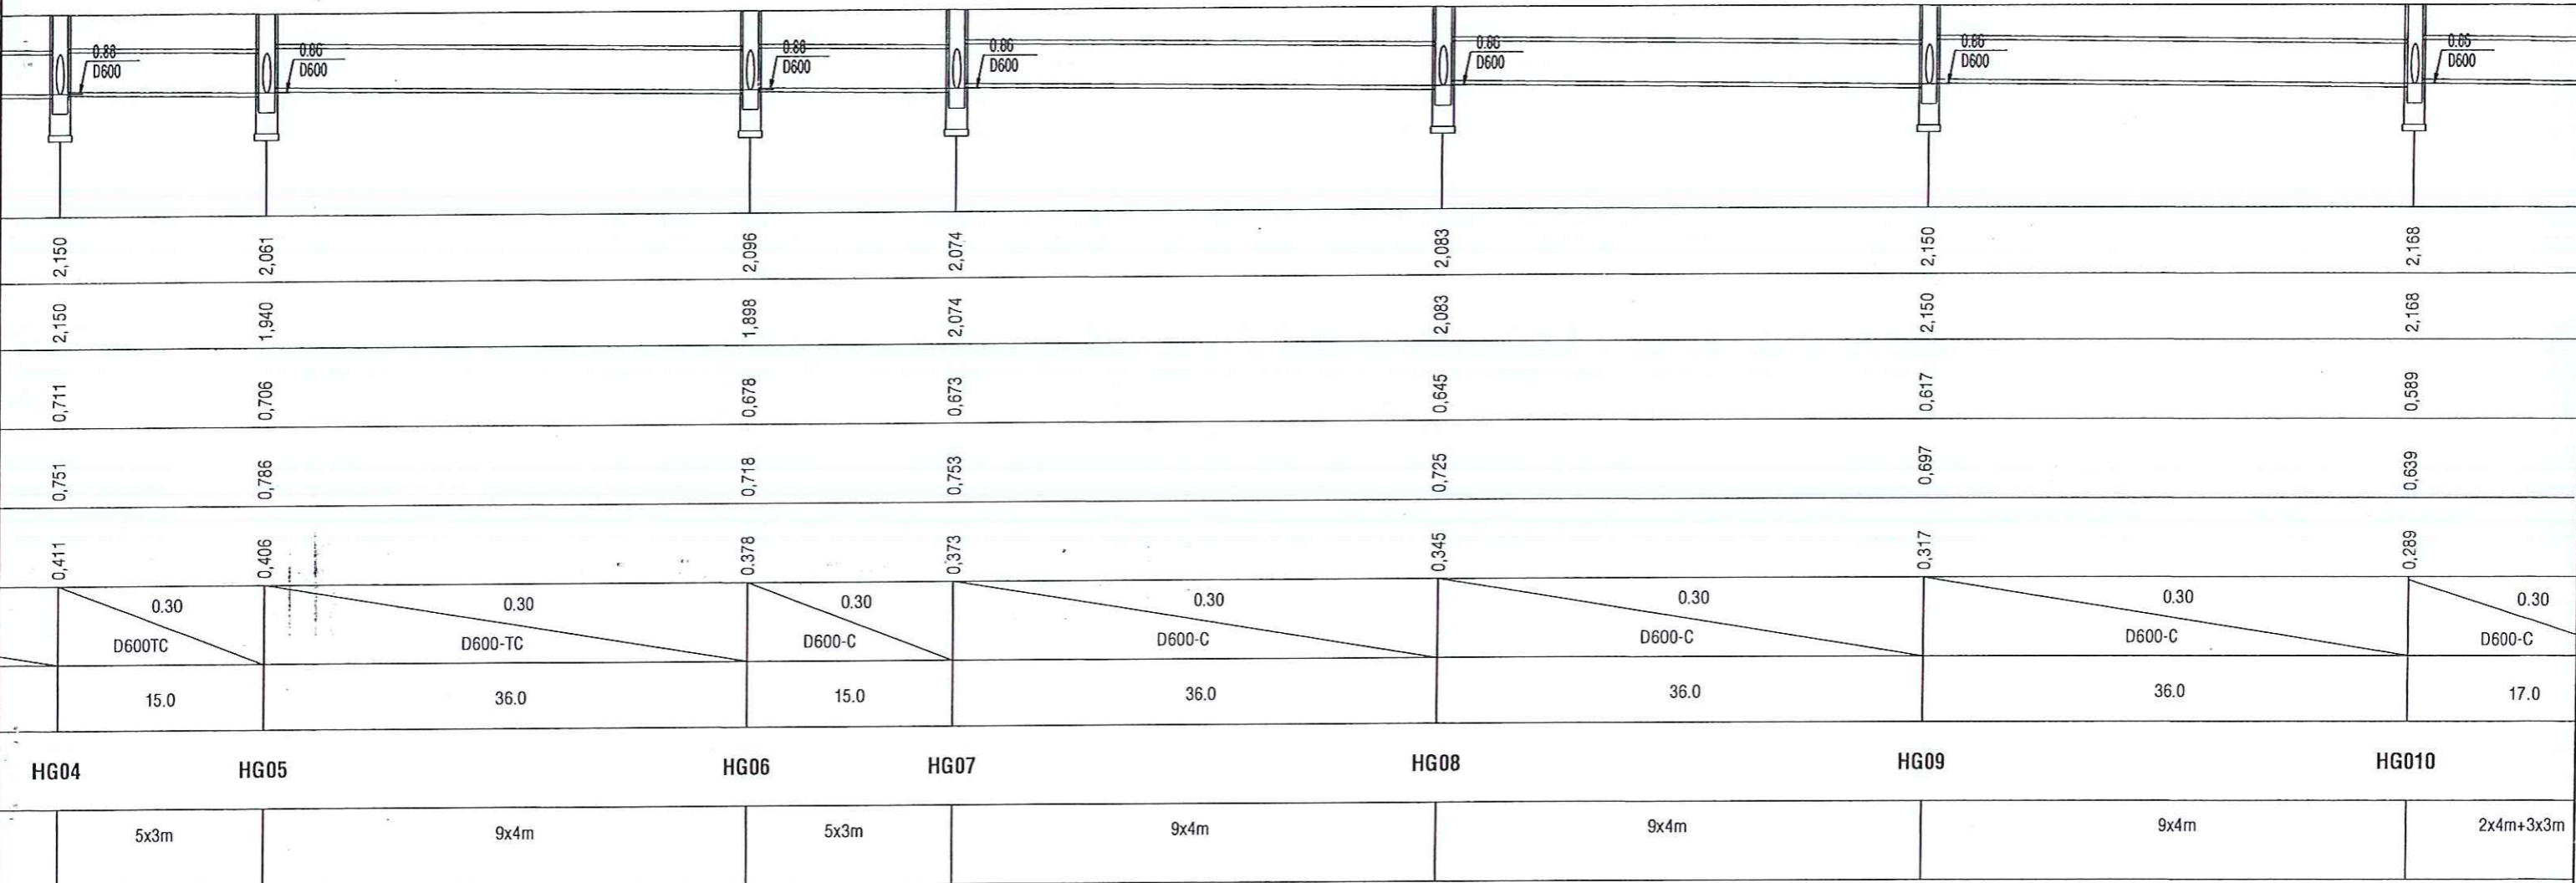 0.86 0.86 0.86 0.86 0.86 0.86 0.86
D600 D600 D600 D600 D600 D600 D600
2,150 2,061 2,096 2,074 2,083 2,150 2,168
2,150 1,940 1,898 2,074 2,083 2,150 2,168
0,711 0,706 0,678 0,673 0,645 0,617 0,589
0,751 0,786 0,718 0,753 0,725 0,697 0,639
0,411 0,406 0.378 0,373 0,345 0,317 0,289
0.30 0.30 0.30 0.30 0.30 0.30 0.30
D600TC D600-TC D600-C D600-C D600-C D600-C D600-C
15.0 36.0 15.0 36.0 36.0 36.0 17.0
HG04 HG05 HG06 HG07 HG08 HG09 HG010
5x3m 9x4m 5x3m 9x4m 9x4m 9x4m 2x4m+3x3m